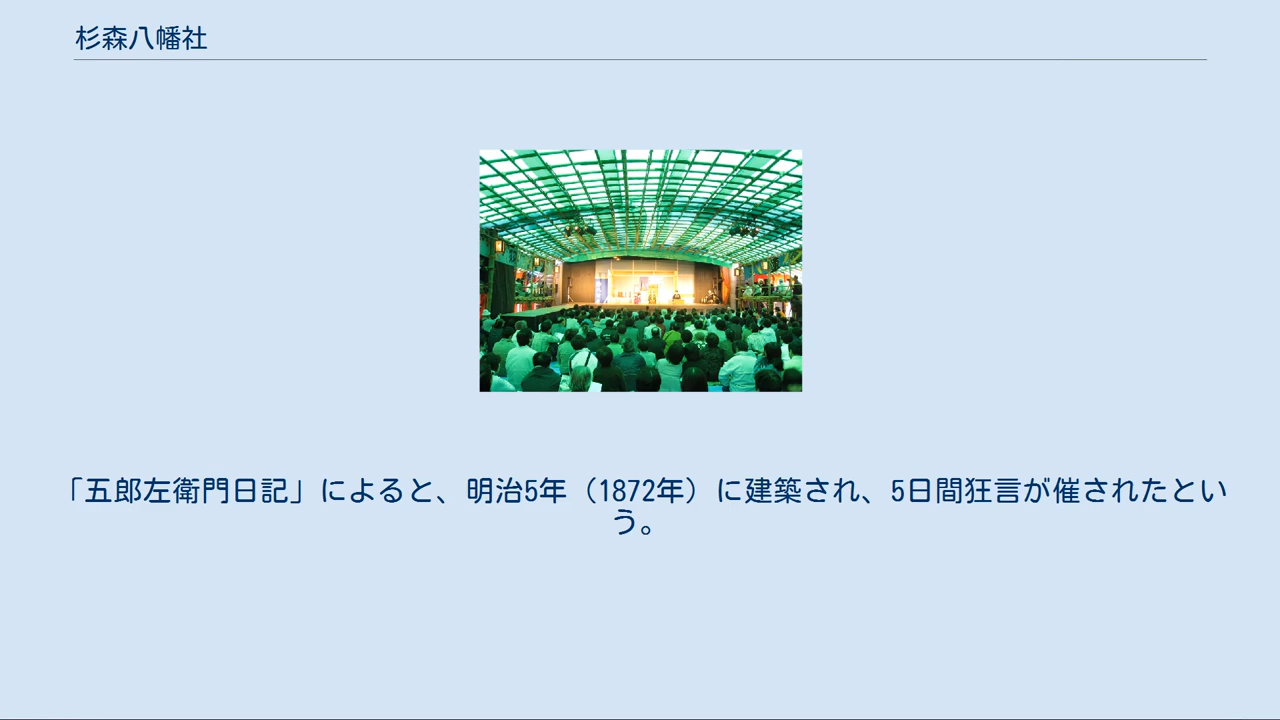 杉森八幡社
「五郎左衛門日記」によると、明治5年（1872年）に建築され、5日間狂言が催されたとい
う。